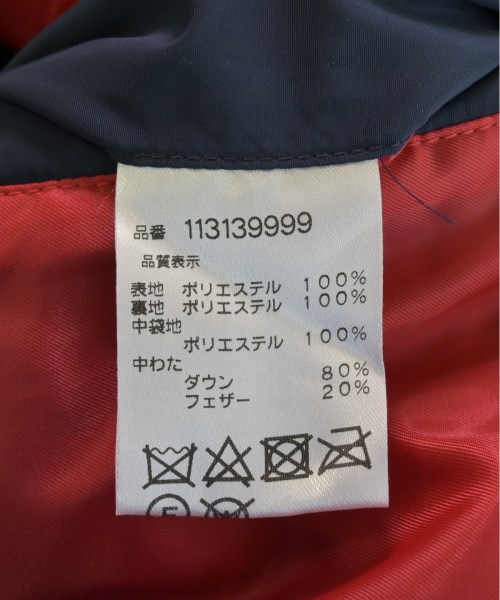 品番 113139999
品質表示
表地 ポリエステル 100%
裏地 ポリエステル 100%
中袋地
ポリエステル 100%
中わた
ダウン 80%
フェザー 20%